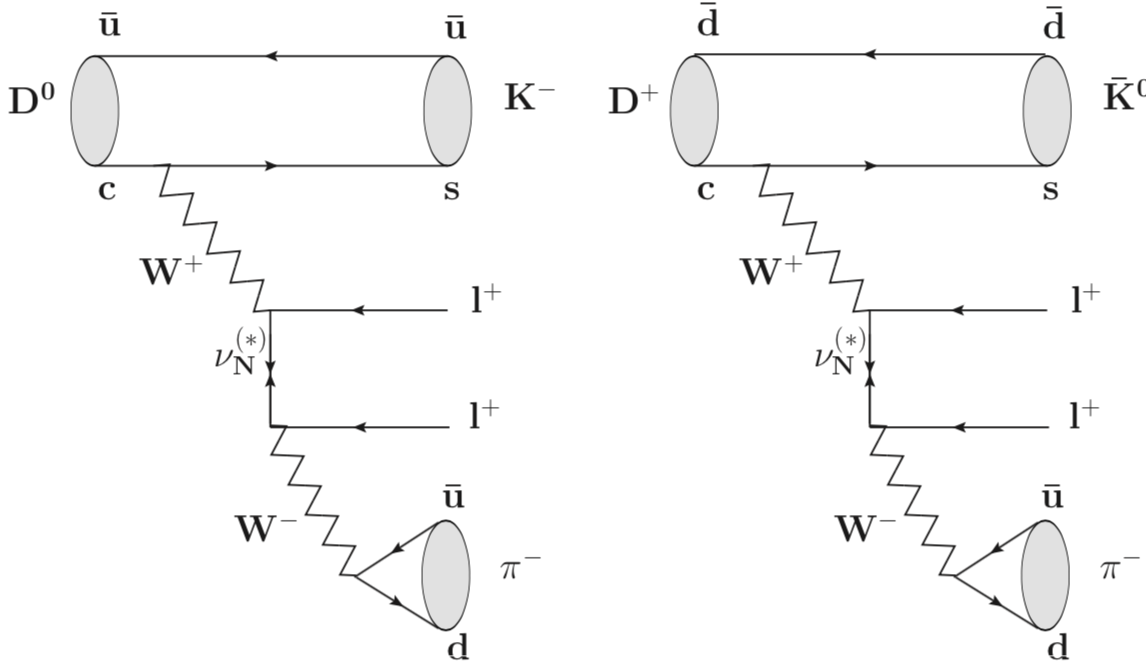 ū ū d̄ d̄
D⁰ K⁻ D⁺ K̄⁰
c s c s
W⁺ W⁺
l⁺ l⁺
ν_N^(*) ν_N^(*)
l⁺ l⁺
ū ū
W⁻ W⁻
π⁻ π⁻
d d